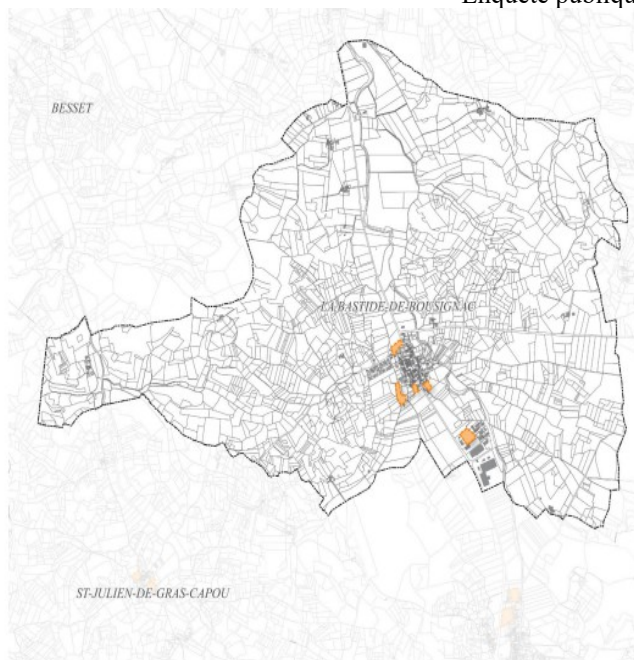 Enquête publiqu
BESSET
LA BASTIDE-DE-BOUSIGNAC
ST-JULIEN-DE-GRAS-CAPOU